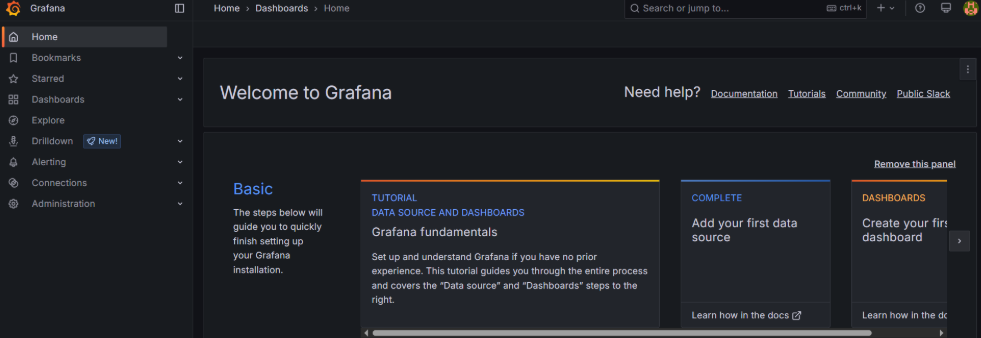 Grafana
Home > Dashboards > Home
Search or jump to...
ctrl+k
Home
Bookmarks
Starred
Dashboards
Explore
Drilldown
New!
Alerting
Connections
Administration
Welcome to Grafana
Need help? Documentation Tutorials Community Public Slack
Remove this panel
Basic
The steps below will
guide you to quickly
finish setting up
your Grafana
installation.
TUTORIAL
DATA SOURCE AND DASHBOARDS
Grafana fundamentals
Set up and understand Grafana if you have no prior
experience. This tutorial guides you through the entire process
and covers the “Data source” and “Dashboards” steps to the
right.
COMPLETE
Add your first data
source
Learn how in the docs
DASHBOARDS
Create your firs
dashboard
Learn how in the do